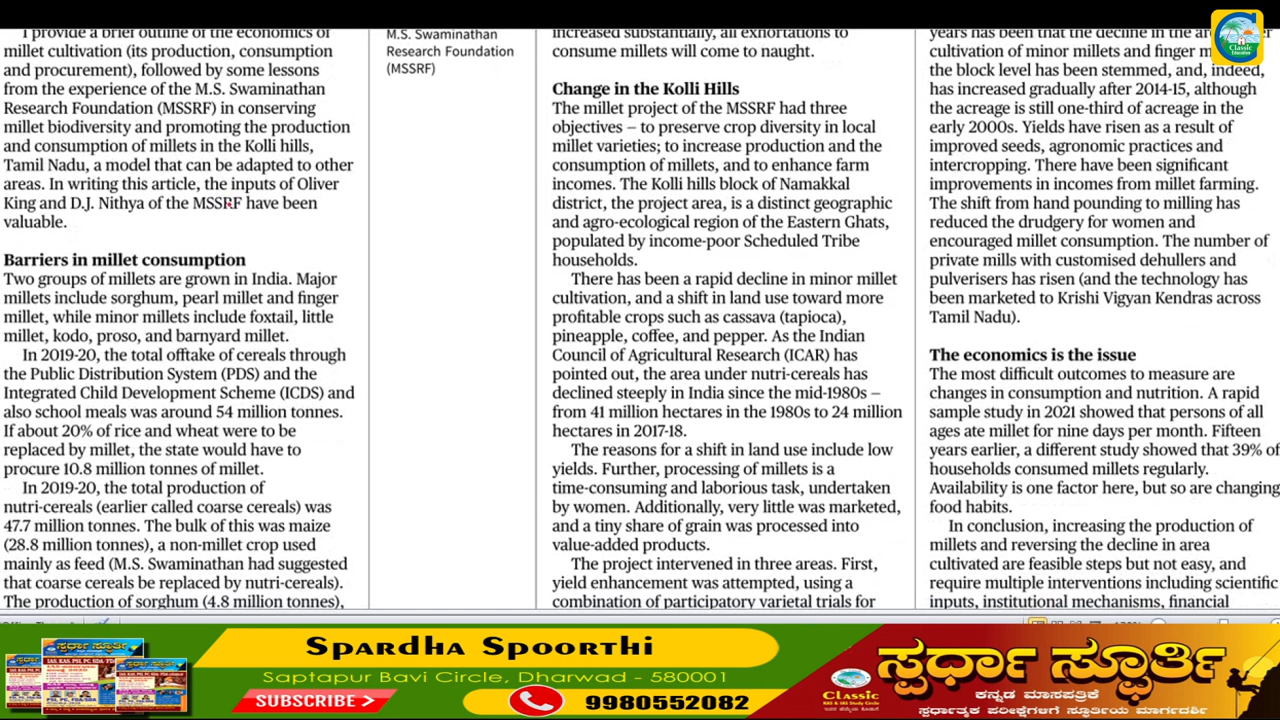 I provide a brief outline of the economics of
millet cultivation (its production, consumption
and procurement), followed by some lessons
from the experience of the M.S. Swaminathan
Research Foundation (MSSRF) in conserving
millet biodiversity and promoting the production
and consumption of millets in the Kolli hills,
Tamil Nadu, a model that can be adapted to other
areas. In writing this article, the inputs of Oliver
King and D.J. Nithya of the MSSRF have been
valuable.
Barriers in millet consumption
Two groups of millets are grown in India. Major
millets include sorghum, pearl millet and finger
millet, while minor millets include foxtail, little
millet, kodo, proso, and barnyard millet.
In 2019-20, the total offtake of cereals through
the Public Distribution System (PDS) and the
Integrated Child Development Scheme (ICDS) and
also school meals was around 54 million tonnes.
If about 20% of rice and wheat were to be
replaced by millet, the state would have to
procure 10.8 million tonnes of millet.
In 2019-20, the total production of
nutri-cereals (earlier called coarse cereals) was
47.7 million tonnes. The bulk of this was maize
(28.8 million tonnes), a non-millet crop used
mainly as feed (M.S. Swaminathan had suggested
that coarse cereals be replaced by nutri-cereals).
The production of sorghum (4.8 million tonnes),
M.S. Swaminathan
Research Foundation
(MSSRF)
increased substantially, all exhortations to
consume millets will come to naught.
Change in the Kolli Hills
The millet project of the MSSRF had three
objectives — to preserve crop diversity in local
millet varieties; to increase production and the
consumption of millets, and to enhance farm
incomes. The Kolli hills block of Namakkal
district, the project area, is a distinct geographic
and agro-ecological region of the Eastern Ghats,
populated by income-poor Scheduled Tribe
households.
There has been a rapid decline in minor millet
cultivation, and a shift in land use toward more
profitable crops such as cassava (tapioca),
pineapple, coffee, and pepper. As the Indian
Council of Agricultural Research (ICAR) has
pointed out, the area under nutri-cereals has
declined steeply in India since the mid-1980s —
from 41 million hectares in the 1980s to 24 million
hectares in 2017-18.
The reasons for a shift in land use include low
yields. Further, processing of millets is a
time-consuming and laborious task, undertaken
by women. Additionally, very little was marketed,
and a tiny share of grain was processed into
value-added products.
The project intervened in three areas. First,
yield enhancement was attempted, using a
combination of participatory varietal trials for
years has been that the decline in the
cultivation of minor millets and finger
the block level has been stemmed, and, indeed,
has increased gradually after 2014-15, although
the acreage is still one-third of acreage in the
early 2000s. Yields have risen as a result of
improved seeds, agronomic practices and
intercropping. There have been significant
improvements in incomes from millet farming.
The shift from hand pounding to milling has
reduced the drudgery for women and
encouraged millet consumption. The number of
private mills with customised dehullers and
pulverisers has risen (and the technology has
been marketed to Krishi Vigyan Kendras across
Tamil Nadu).
The economics is the issue
The most difficult outcomes to measure are
changes in consumption and nutrition. A rapid
sample study in 2021 showed that persons of all
ages ate millet for nine days per month. Fifteen
years earlier, a different study showed that 39% of
households consumed millets regularly.
Availability is one factor here, but so are changing
food habits.
In conclusion, increasing the production of
millets and reversing the decline in area
cultivated are feasible steps but not easy, and
require multiple interventions including scientific
inputs, institutional mechanisms, financial
Classic
Education
Spardha Spoorthi
Saptapur Bavi Circle, Dharwad - 580001
SUBSCRIBE
9980552082
Classic
KAS & IAS Study Circle
ಸ್ಪರ್ಧಾ ಸ್ಫೂರ್ತಿ
ಕನ್ನಡ ಮಾಸಪತ್ರಿಕೆ
ಸ್ಪರ್ಧಾತ್ಮಕ ಪರೀಕ್ಷೆಗಳಿಗೆ ಸ್ಫೂರ್ತಿಯ ಮಾರ್ಗದರ್ಶಿ